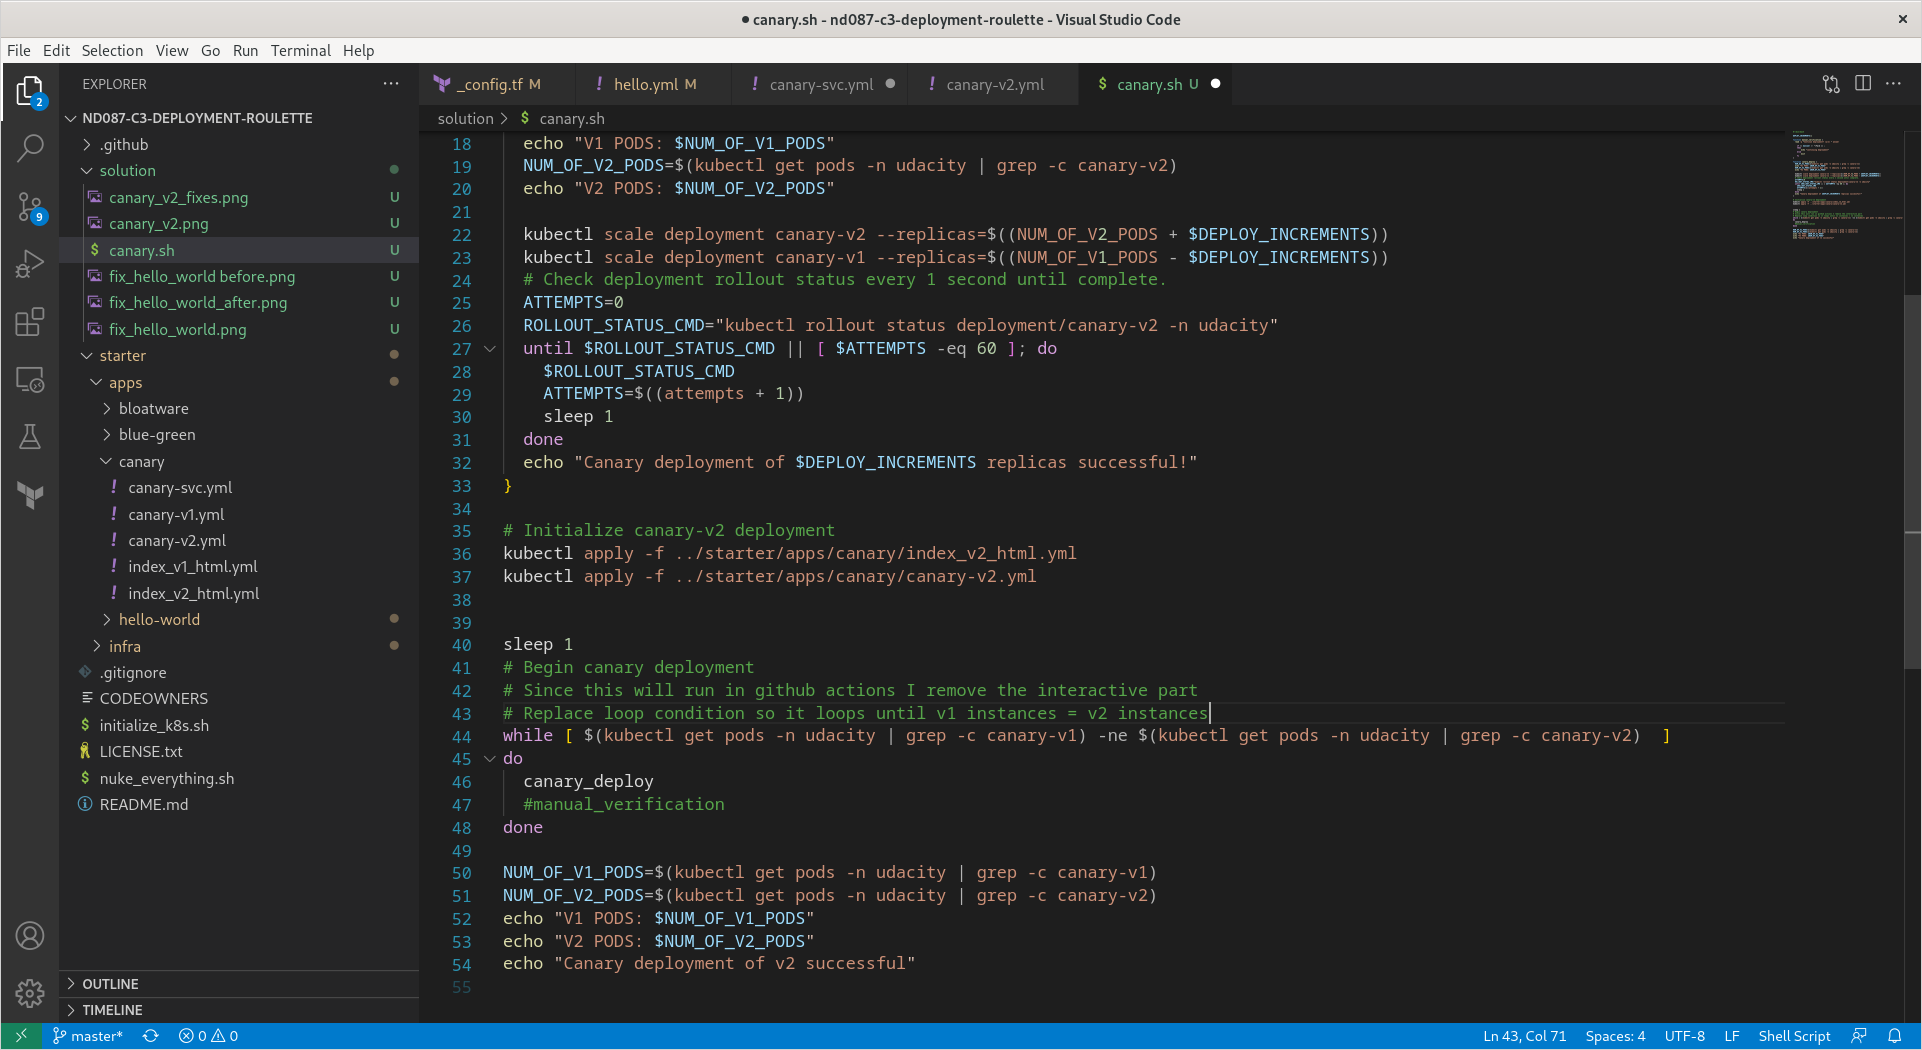 ● canary.sh - nd087-c3-deployment-roulette - Visual Studio Code
File Edit Selection View Go Run Terminal Help
EXPLORER
2
9
ND087-C3-DEPLOYMENT-ROULETTE
.github
solution
canary_v2_fixes.png U
canary_v2.png U
canary.sh U
fix_hello_world before.png U
fix_hello_world_after.png U
fix_hello_world.png U
starter
apps
bloatware
blue-green
canary
canary-svc.yml
canary-v1.yml
canary-v2.yml
index_v1_html.yml
index_v2_html.yml
hello-world
infra
.gitignore
CODEOWNERS
initialize_k8s.sh
LICENSE.txt
nuke_everything.sh
README.md
OUTLINE
TIMELINE
_config.tf M hello.yml M canary-svc.yml canary-v2.yml canary.sh U
solution > $ canary.sh
18 echo "V1 PODS: $NUM_OF_V1_PODS"
19 NUM_OF_V2_PODS=$(kubectl get pods -n udacity | grep -c canary-v2)
20 echo "V2 PODS: $NUM_OF_V2_PODS"
21
22 kubectl scale deployment canary-v2 --replicas=$((NUM_OF_V2_PODS + $DEPLOY_INCREMENTS))
23 kubectl scale deployment canary-v1 --replicas=$((NUM_OF_V1_PODS - $DEPLOY_INCREMENTS))
24 # Check deployment rollout status every 1 second until complete.
25 ATTEMPTS=0
26 ROLLOUT_STATUS_CMD="kubectl rollout status deployment/canary-v2 -n udacity"
27 until $ROLLOUT_STATUS_CMD || [ $ATTEMPTS -eq 60 ]; do
28 $ROLLOUT_STATUS_CMD
29 ATTEMPTS=$((attempts + 1))
30 sleep 1
31 done
32 echo "Canary deployment of $DEPLOY_INCREMENTS replicas successful!"
33 }
34
35 # Initialize canary-v2 deployment
36 kubectl apply -f ../starter/apps/canary/index_v2_html.yml
37 kubectl apply -f ../starter/apps/canary/canary-v2.yml
38
39
40 sleep 1
41 # Begin canary deployment
42 # Since this will run in github actions I remove the interactive part
43 # Replace loop condition so it loops until v1 instances = v2 instances
44 while [ $(kubectl get pods -n udacity | grep -c canary-v1) -ne $(kubectl get pods -n udacity | grep -c canary-v2)  ]
45 do
46 canary_deploy
47 #manual_verification
48 done
49
50 NUM_OF_V1_PODS=$(kubectl get pods -n udacity | grep -c canary-v1)
51 NUM_OF_V2_PODS=$(kubectl get pods -n udacity | grep -c canary-v2)
52 echo "V1 PODS: $NUM_OF_V1_PODS"
53 echo "V2 PODS: $NUM_OF_V2_PODS"
54 echo "Canary deployment of v2 successful"
55
master* 0 0 Ln 43, Col 71 Spaces: 4 UTF-8 LF Shell Script